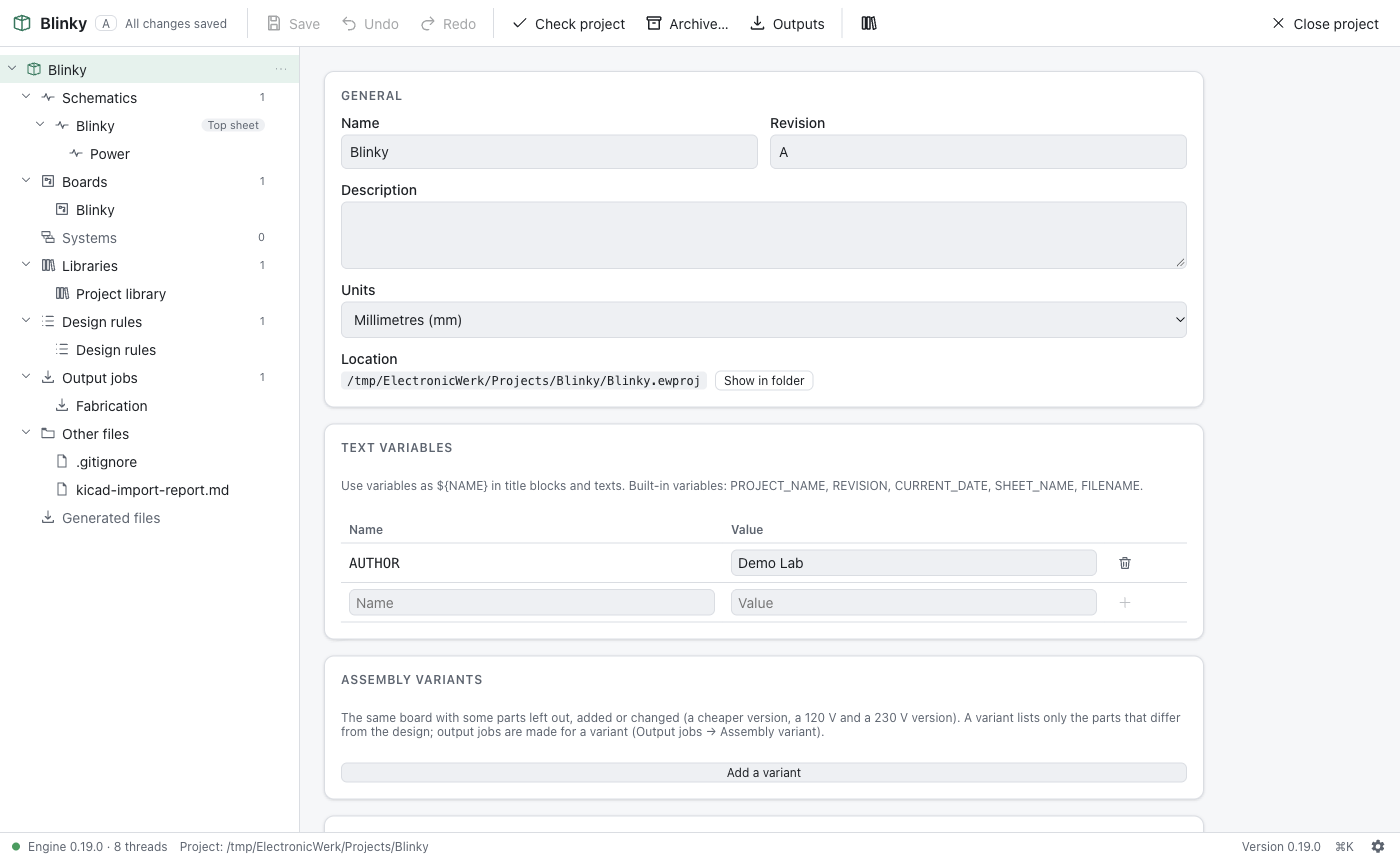 Blinky A All changes saved Save Undo Redo Check project Archive... Outputs Close project
Blinky ...
Schematics 1
Blinky Top sheet
Power
Boards 1
Blinky
Systems 0
Libraries 1
Project library
Design rules 1
Design rules
Output jobs 1
Fabrication
Other files
.gitignore
kicad-import-report.md
Generated files
GENERAL
Name Revision
Blinky A
Description
Units
Millimetres (mm)
Location
/tmp/ElectronicWerk/Projects/Blinky/Blinky.ewproj Show in folder
TEXT VARIABLES
Use variables as ${NAME} in title blocks and texts. Built-in variables: PROJECT_NAME, REVISION, CURRENT_DATE, SHEET_NAME, FILENAME.
Name Value
AUTHOR Demo Lab
Name Value
ASSEMBLY VARIANTS
The same board with some parts left out, added or changed (a cheaper version, a 120 V and a 230 V version). A variant lists only the parts that differ
from the design; output jobs are made for a variant (Output jobs → Assembly variant).
Add a variant
Engine 0.19.0 · 8 threads Project: /tmp/ElectronicWerk/Projects/Blinky Version 0.19.0 ⌘K